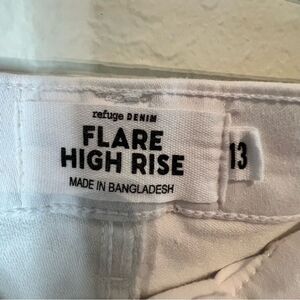 refuge DENIM
FLARE
HIGH RISE
MADE IN BANGLADESH
13